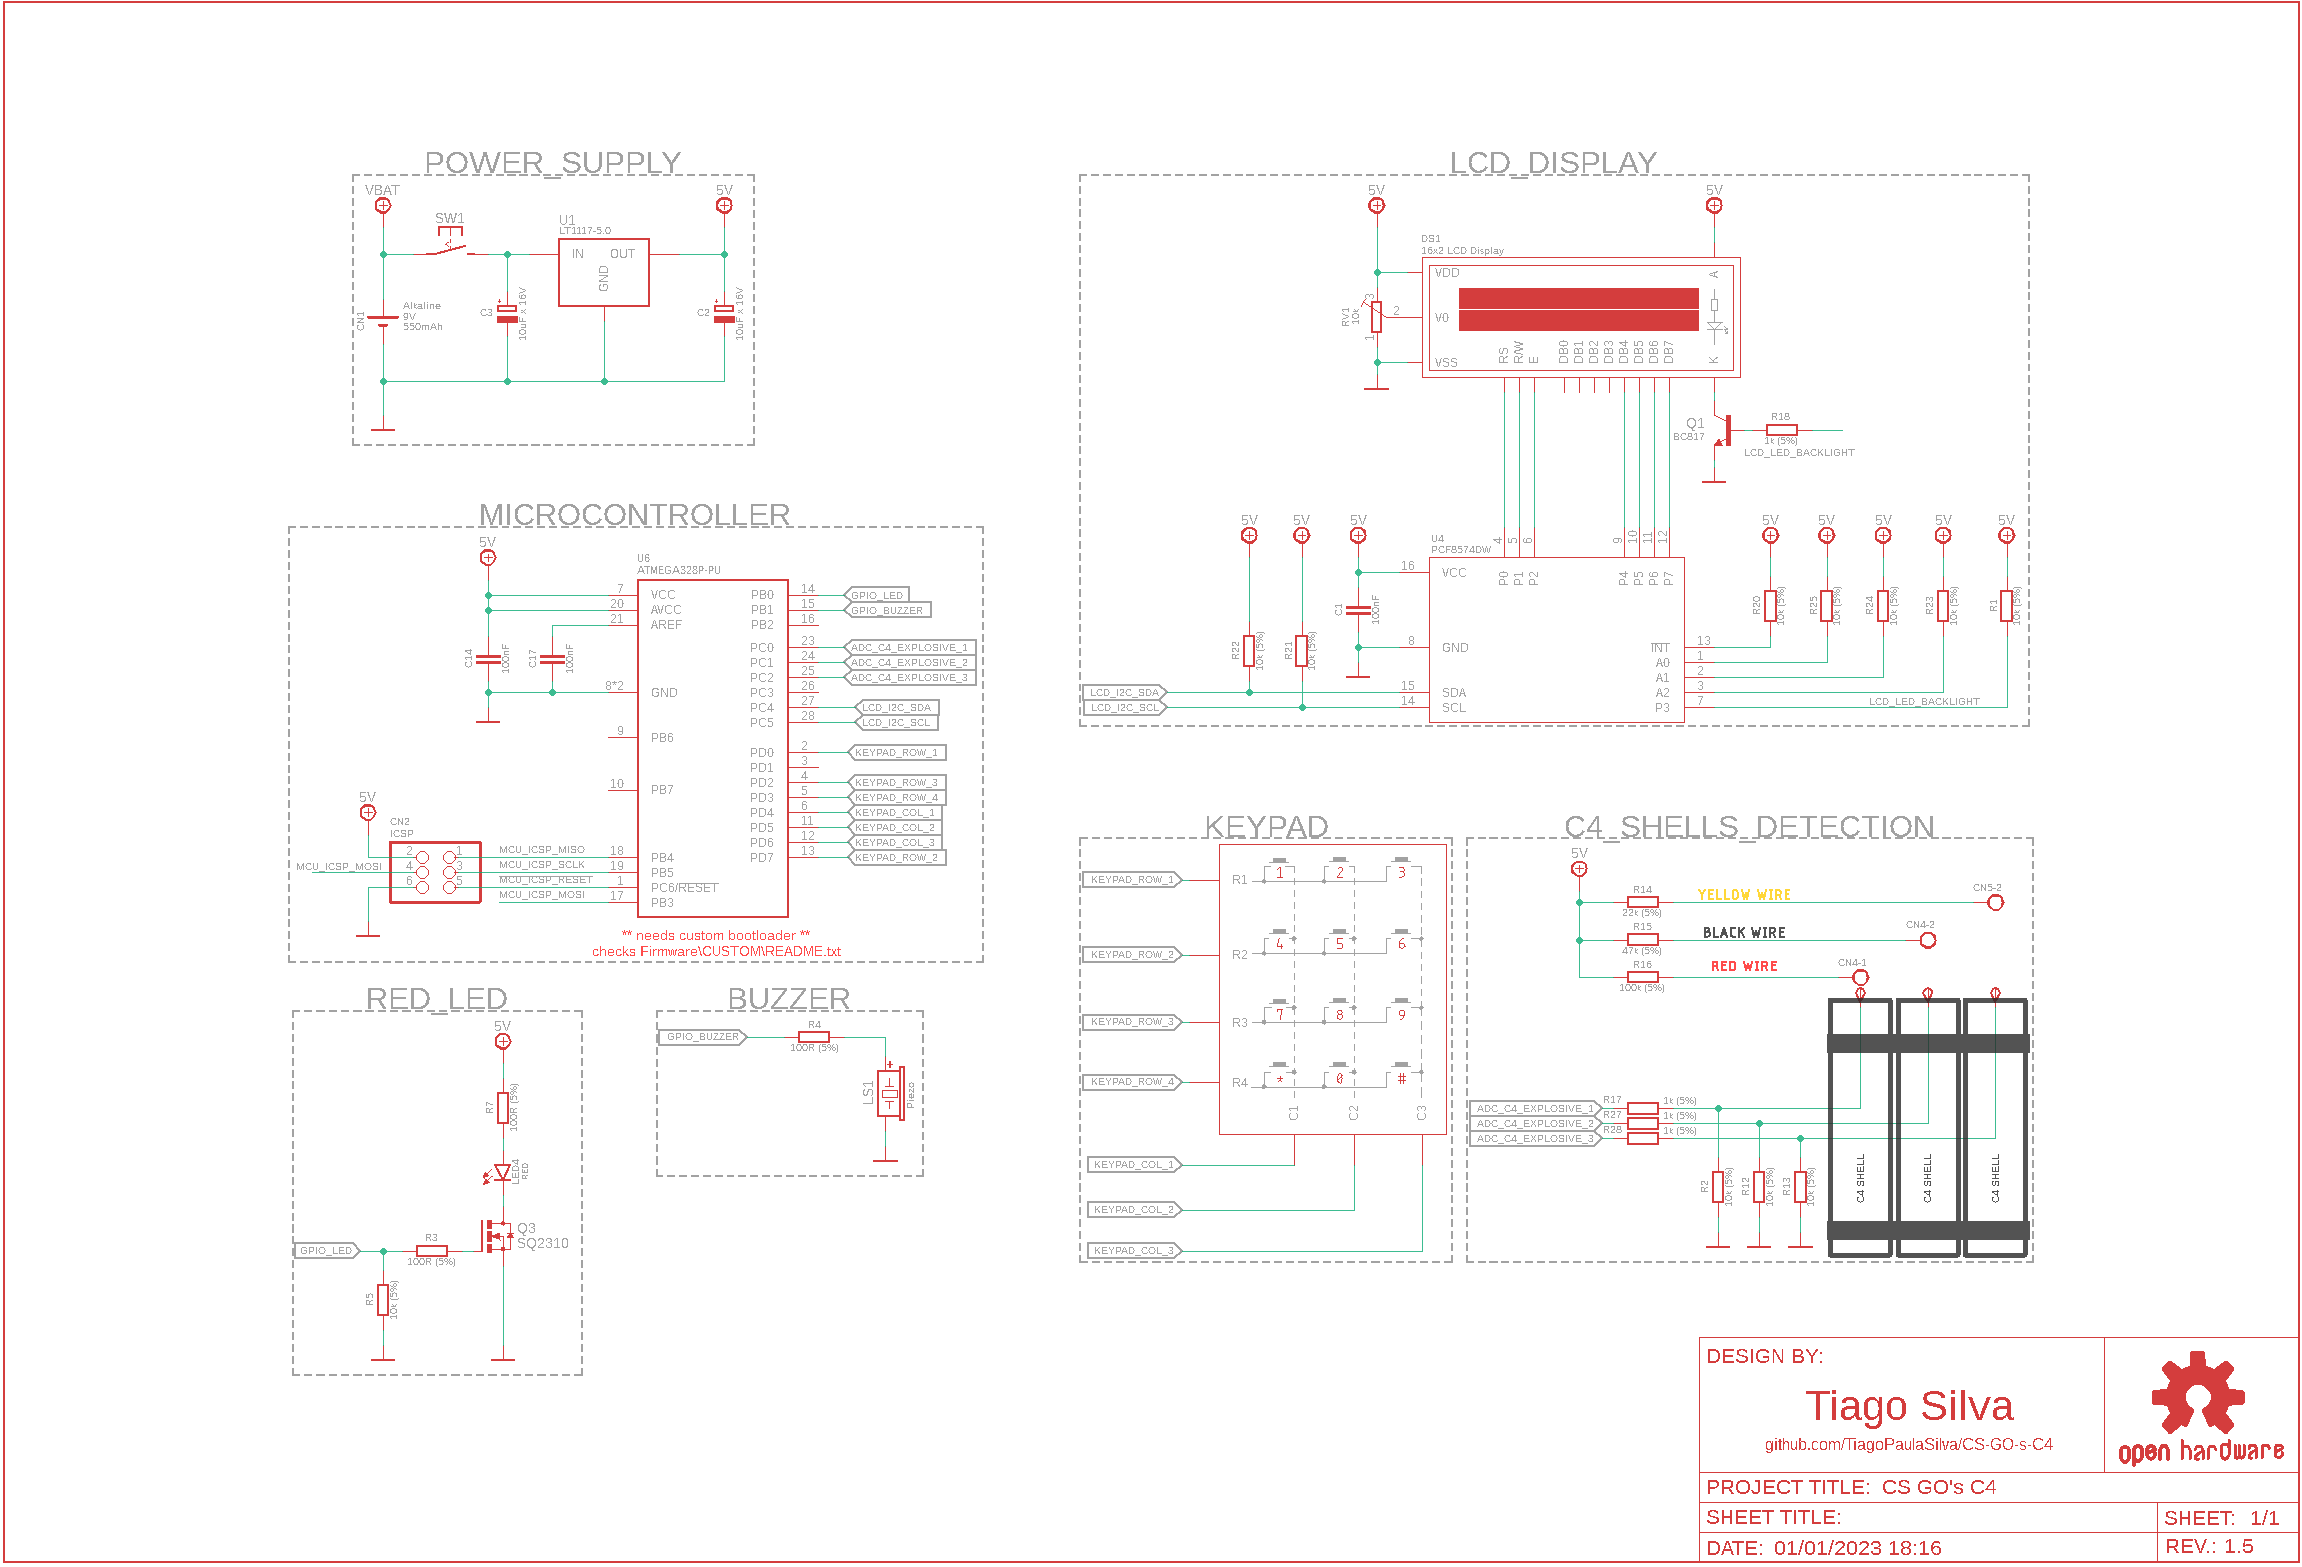 POWER_SUPPLY
VBAT
5V
SW1
U1
LT1117-5.0
IN
OUT
GND
CN1
Alkaline
9V
550mAh
C3
10uF x 16V
C2
10uF x 16V
MICROCONTROLLER
5V
U6
ATMEGA328P-PU
C14
100nF
C17
100nF
7 VCC
20 AVCC
21 AREF
8*2 GND
9 PB6
10 PB7
PB0 14 GPIO_LED
PB1 15 GPIO_BUZZER
PB2 16
PC0 23 ADC_C4_EXPLOSIVE_1
PC1 24 ADC_C4_EXPLOSIVE_2
PC2 25 ADC_C4_EXPLOSIVE_3
PC3 26
PC4 27 LCD_I2C_SDA
PC5 28 LCD_I2C_SCL
PD0 2 KEYPAD_ROW_1
PD1 3
PD2 4 KEYPAD_ROW_3
PD3 5 KEYPAD_ROW_4
PD4 6 KEYPAD_COL_1
PD5 11 KEYPAD_COL_2
PD6 12 KEYPAD_COL_3
PD7 13 KEYPAD_ROW_2
5V
CN2
ICSP
2 1 MCU_ICSP_MISO 18 PB4
MCU_ICSP_MOSI 4 3 MCU_ICSP_SCLK 19 PB5
6 5 MCU_ICSP_RESET 1 PC6/RESET
MCU_ICSP_MOSI 17 PB3
** needs custom bootloader **
checks Firmware\CUSTOM\README.txt
RED_LED
5V
R7
100R (5%)
LED4
RED
Q3
SQ2310
GPIO_LED
R3
100R (5%)
R5
10k (5%)
BUZZER
GPIO_BUZZER
R4
100R (5%)
LS1
Piezo
LCD_DISPLAY
5V
5V
DS1
16x2 LCD Display
VDD
V0
VSS
RV1
10k
3
2
1
A
K
RS
R/W
E
DB0
DB1
DB2
DB3
DB4
DB5
DB6
DB7
Q1
BC817
R18
1k (5%)
LCD_LED_BACKLIGHT
5V
5V
5V
U4
PCF8574DW
4 P0
5 P1
6 P2
9 P4
10 P5
11 P6
12 P7
R22
10k (5%)
R21
10k (5%)
C1
100nF
16 VCC
8 GND
LCD_I2C_SDA 15 SDA
LCD_I2C_SCL 14 SCL
5V
5V
5V
5V
5V
R20
10k (5%)
R25
10k (5%)
R24
10k (5%)
R23
10k (5%)
R1
10k (5%)
INT 13
A0 1
A1 2
A2 3
P3 7
LCD_LED_BACKLIGHT
KEYPAD
KEYPAD_ROW_1 R1 1 2 3
KEYPAD_ROW_2 R2 4 5 6
KEYPAD_ROW_3 R3 7 8 9
KEYPAD_ROW_4 R4 * 0 #
C1
C2
C3
KEYPAD_COL_1
KEYPAD_COL_2
KEYPAD_COL_3
C4_SHELLS_DETECTION
5V
R14
22k (5%)
YELLOW WIRE
CN5-2
R15
47k (5%)
BLACK WIRE
CN4-2
R16
100k (5%)
RED WIRE
CN4-1
ADC_C4_EXPLOSIVE_1 R17 1k (5%)
ADC_C4_EXPLOSIVE_2 R27 1k (5%)
ADC_C4_EXPLOSIVE_3 R28 1k (5%)
R2
10k (5%)
R12
10k (5%)
R13
10k (5%)
C4 SHELL
C4 SHELL
C4 SHELL
DESIGN BY:
Tiago Silva
github.com/TiagoPaulaSilva/CS-GO-s-C4
open hardware
PROJECT TITLE: CS GO's C4
SHEET TITLE:
SHEET: 1/1
DATE: 01/01/2023 18:16
REV.: 1.5